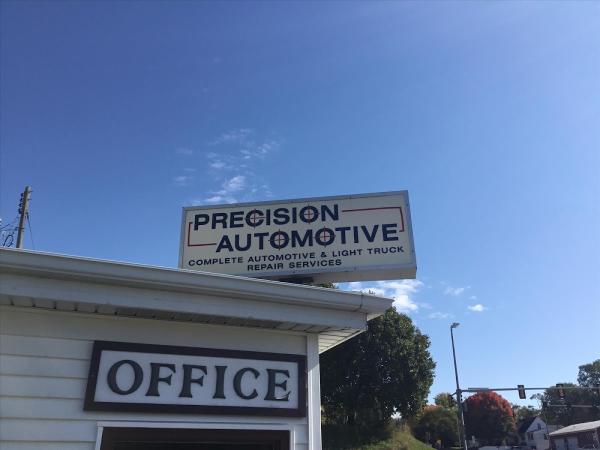 PRECISION
AUTOMOTIVE
COMPLETE AUTOMOTIVE & LIGHT TRUCK
REPAIR SERVICES
OFFICE